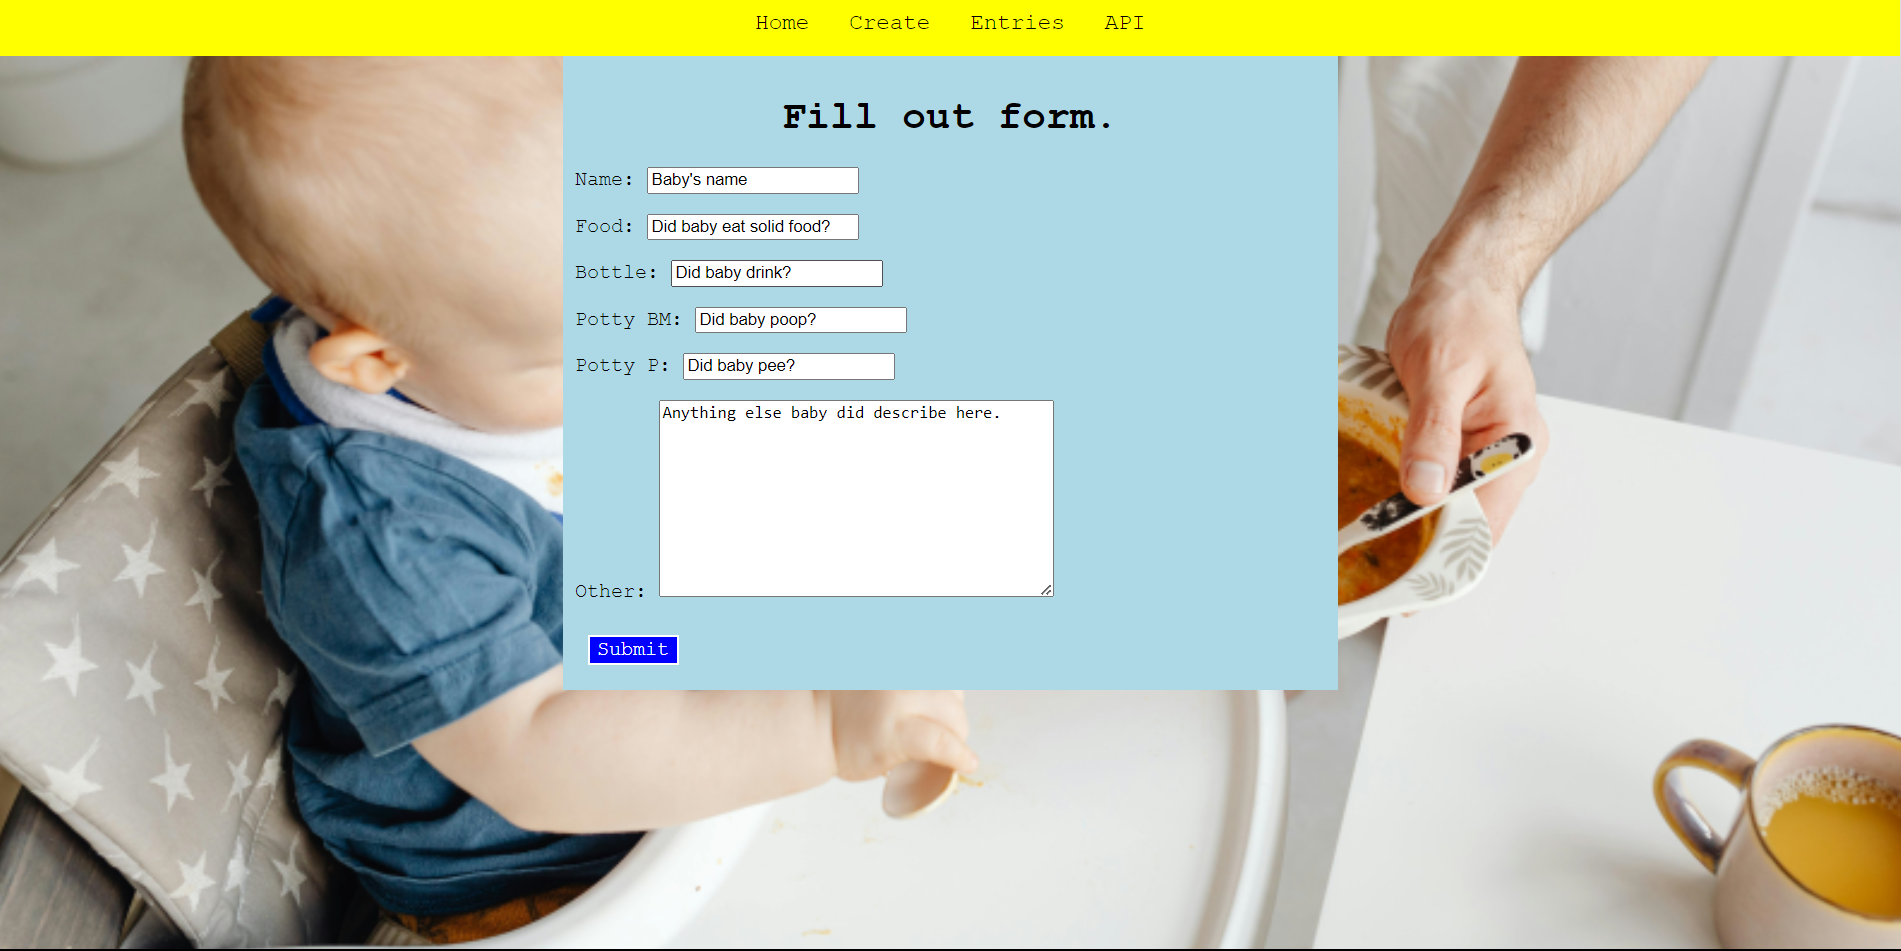 Home Create Entries API
Fill out form.
Name: Baby's name
Food: Did baby eat solid food?
Bottle: Did baby drink?
Potty BM: Did baby poop?
Potty P: Did baby pee?
Anything else baby did describe here.
Other:
Submit